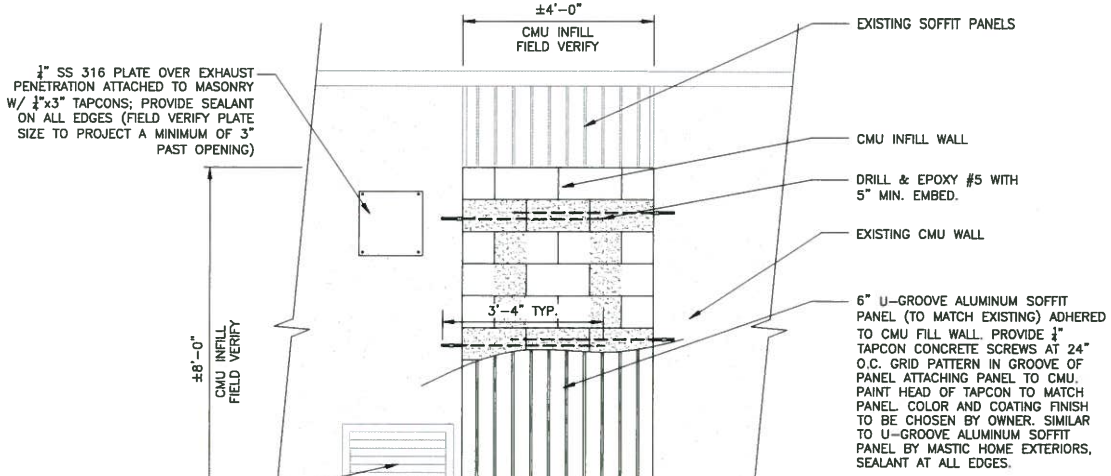 ±4'-0"
CMU INFILL
FIELD VERIFY
EXISTING SOFFIT PANELS
1/4" SS 316 PLATE OVER EXHAUST
PENETRATION ATTACHED TO MASONRY
W/ 1/4"x3" TAPCONS; PROVIDE SEALANT
ON ALL EDGES (FIELD VERIFY PLATE
SIZE TO PROJECT A MINIMUM OF 3"
PAST OPENING)
CMU INFILL WALL
DRILL & EPOXY #5 WITH
5" MIN. EMBED.
EXISTING CMU WALL
3'-4" TYP.
±8'-0"
CMU INFILL
FIELD VERIFY
6" U-GROOVE ALUMINUM SOFFIT
PANEL (TO MATCH EXISTING) ADHERED
TO CMU FILL WALL. PROVIDE 1/4"
TAPCON CONCRETE SCREWS AT 24"
O.C. GRID PATTERN IN GROOVE OF
PANEL ATTACHING PANEL TO CMU.
PAINT HEAD OF TAPCON TO MATCH
PANEL. COLOR AND COATING FINISH
TO BE CHOSEN BY OWNER. SIMILAR
TO U-GROOVE ALUMINUM SOFFIT
PANEL BY MASTIC HOME EXTERIORS,
SEALANT AT ALL EDGES.